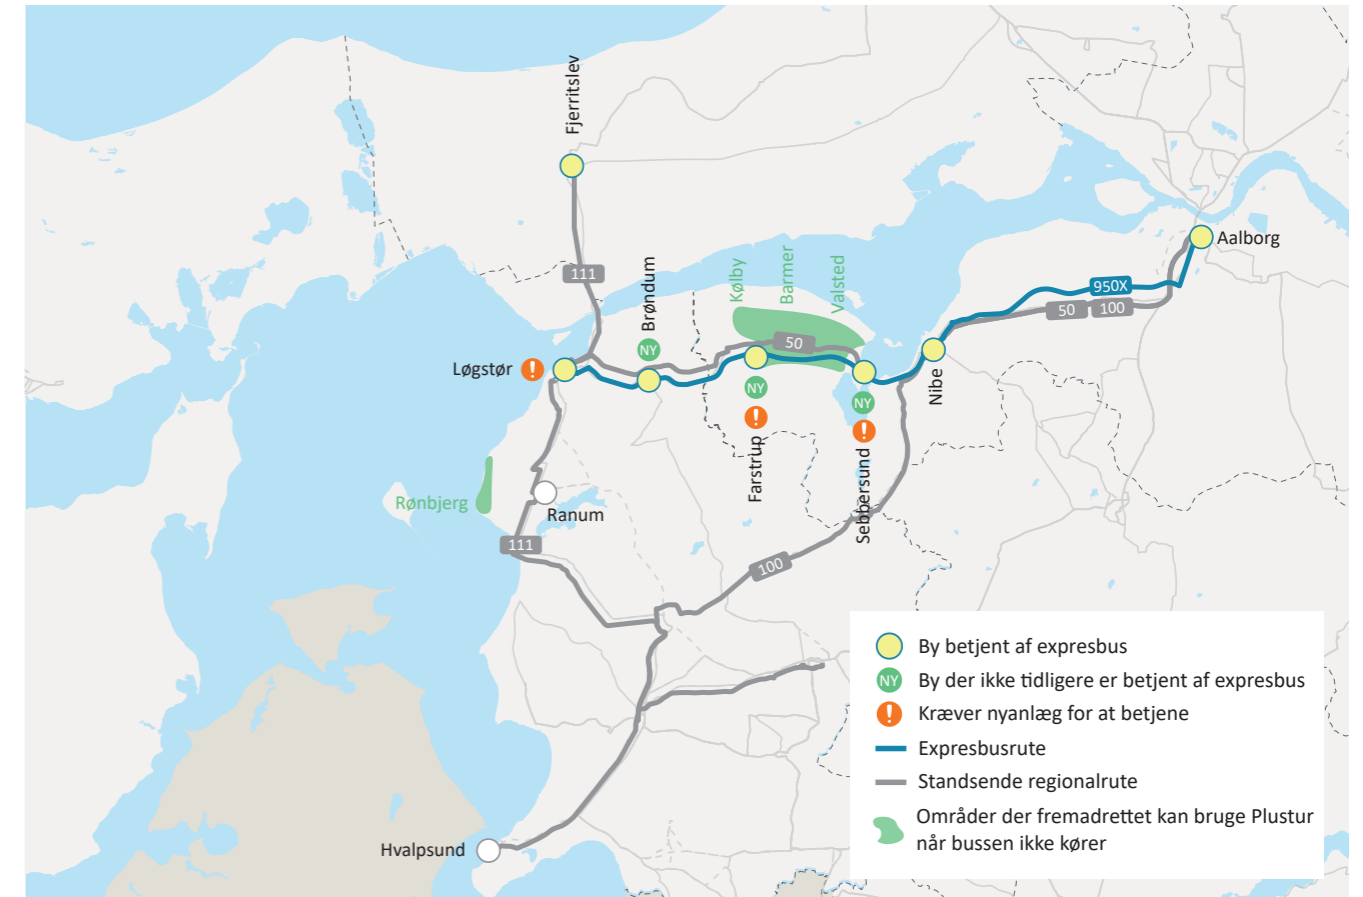 Fjerritslev
Aalborg
111
Kølby
Barmer
Valsted
950X
50
100
Brøndum
NY
50
Løgstør
!
NY
!
Farstrup
NY
!
Sebbersund
Nibe
Rønbjerg
Ranum
111
100
Hvalpsund
By betjent af expresbus
NY
By der ikke tidligere er betjent af expresbus
!
Kræver nyanlæg for at betjene
Expresbusrute
Standsende regionalrute
Områder der fremadrettet kan bruge Plustur
når bussen ikke kører